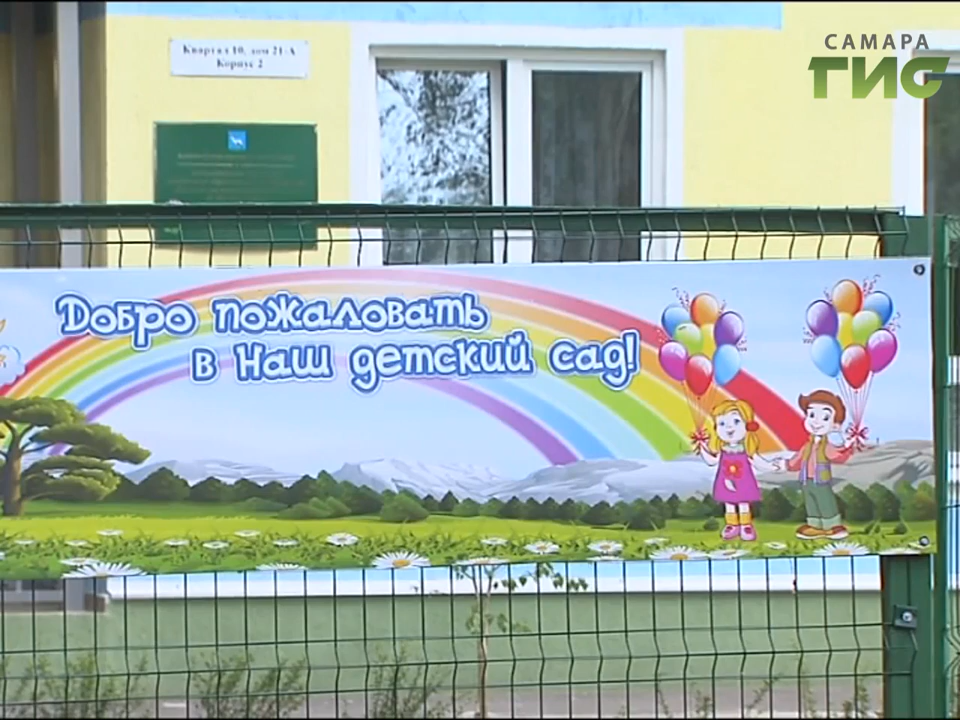 Квартал 10, дом 21-А
Корпус 2
САМАРА
ГИС
Добро пожаловать
в Наш детский сад!